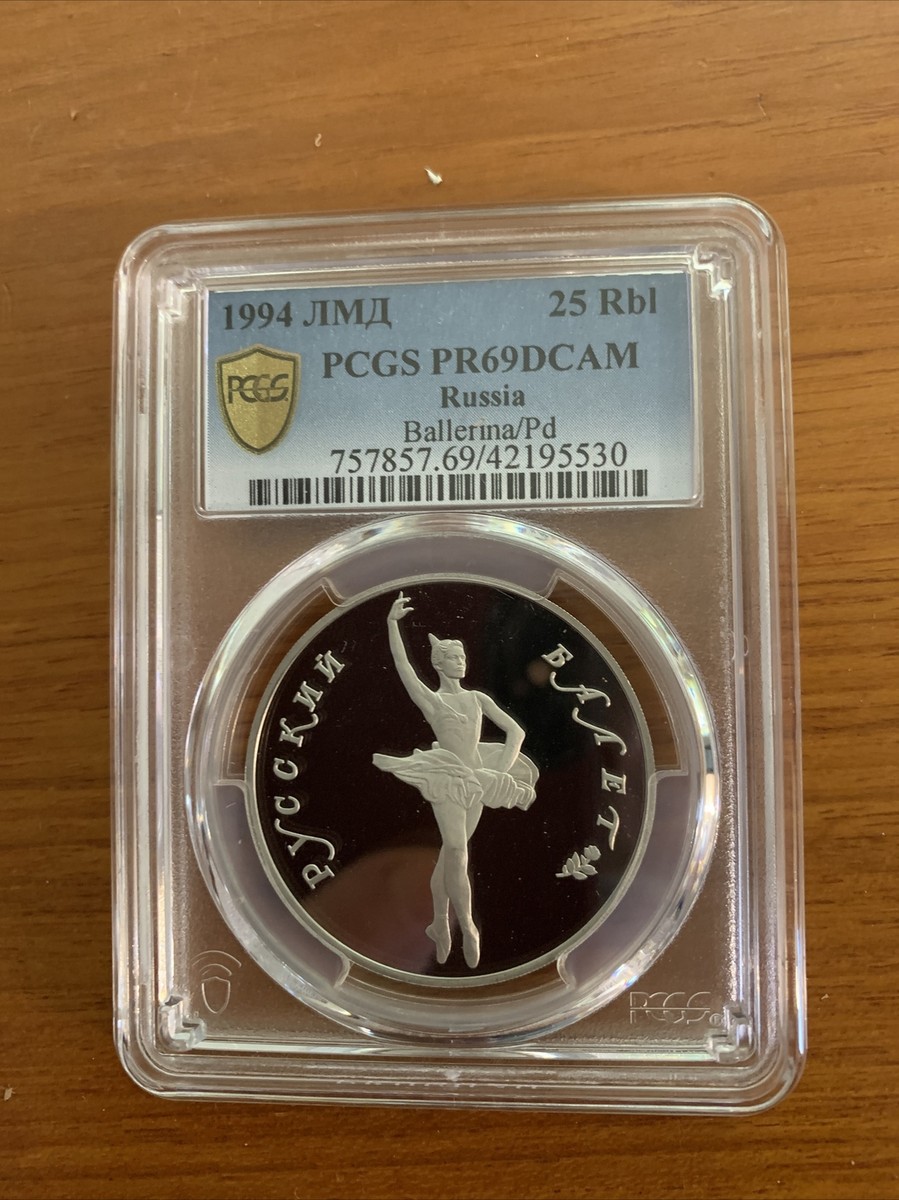 1994 ЛМД 25 Rbl
PCGS PR69DCAM
PCGS
Russia
Ballerina/Pd
757857.69/42195530
РУССКИЙ БАЛЕТ
PCGS